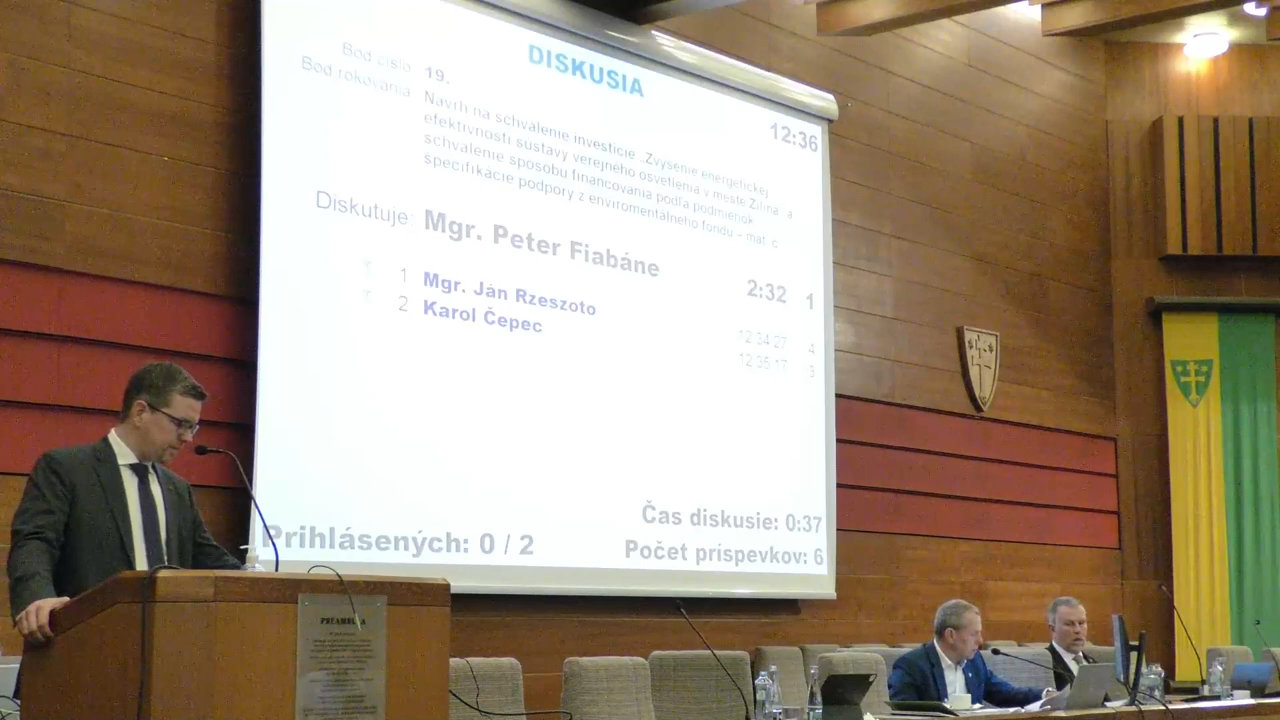 DISKUSIA
12:36
Bod číslo 19.
Bod rokovania Navrh na schválenie investície „Zvýšenie energetickej
efektívnosti sústavy verejného osvetlenia v meste Žilina" a
schválenie spôsobu financovania podľa podmienok
špecifikácie podpory z enviromentálneho fondu – mat. č.
Diskutuje: Mgr. Peter Fiabáne 2:32 1
1 Mgr. Ján Rzeszoto 12:34:27 4
2 Karol Čepec 12:35:17 3
Čas diskusie: 0:37
Prihlásených: 0 / 2 Počet príspevkov: 6
PREAMBULA